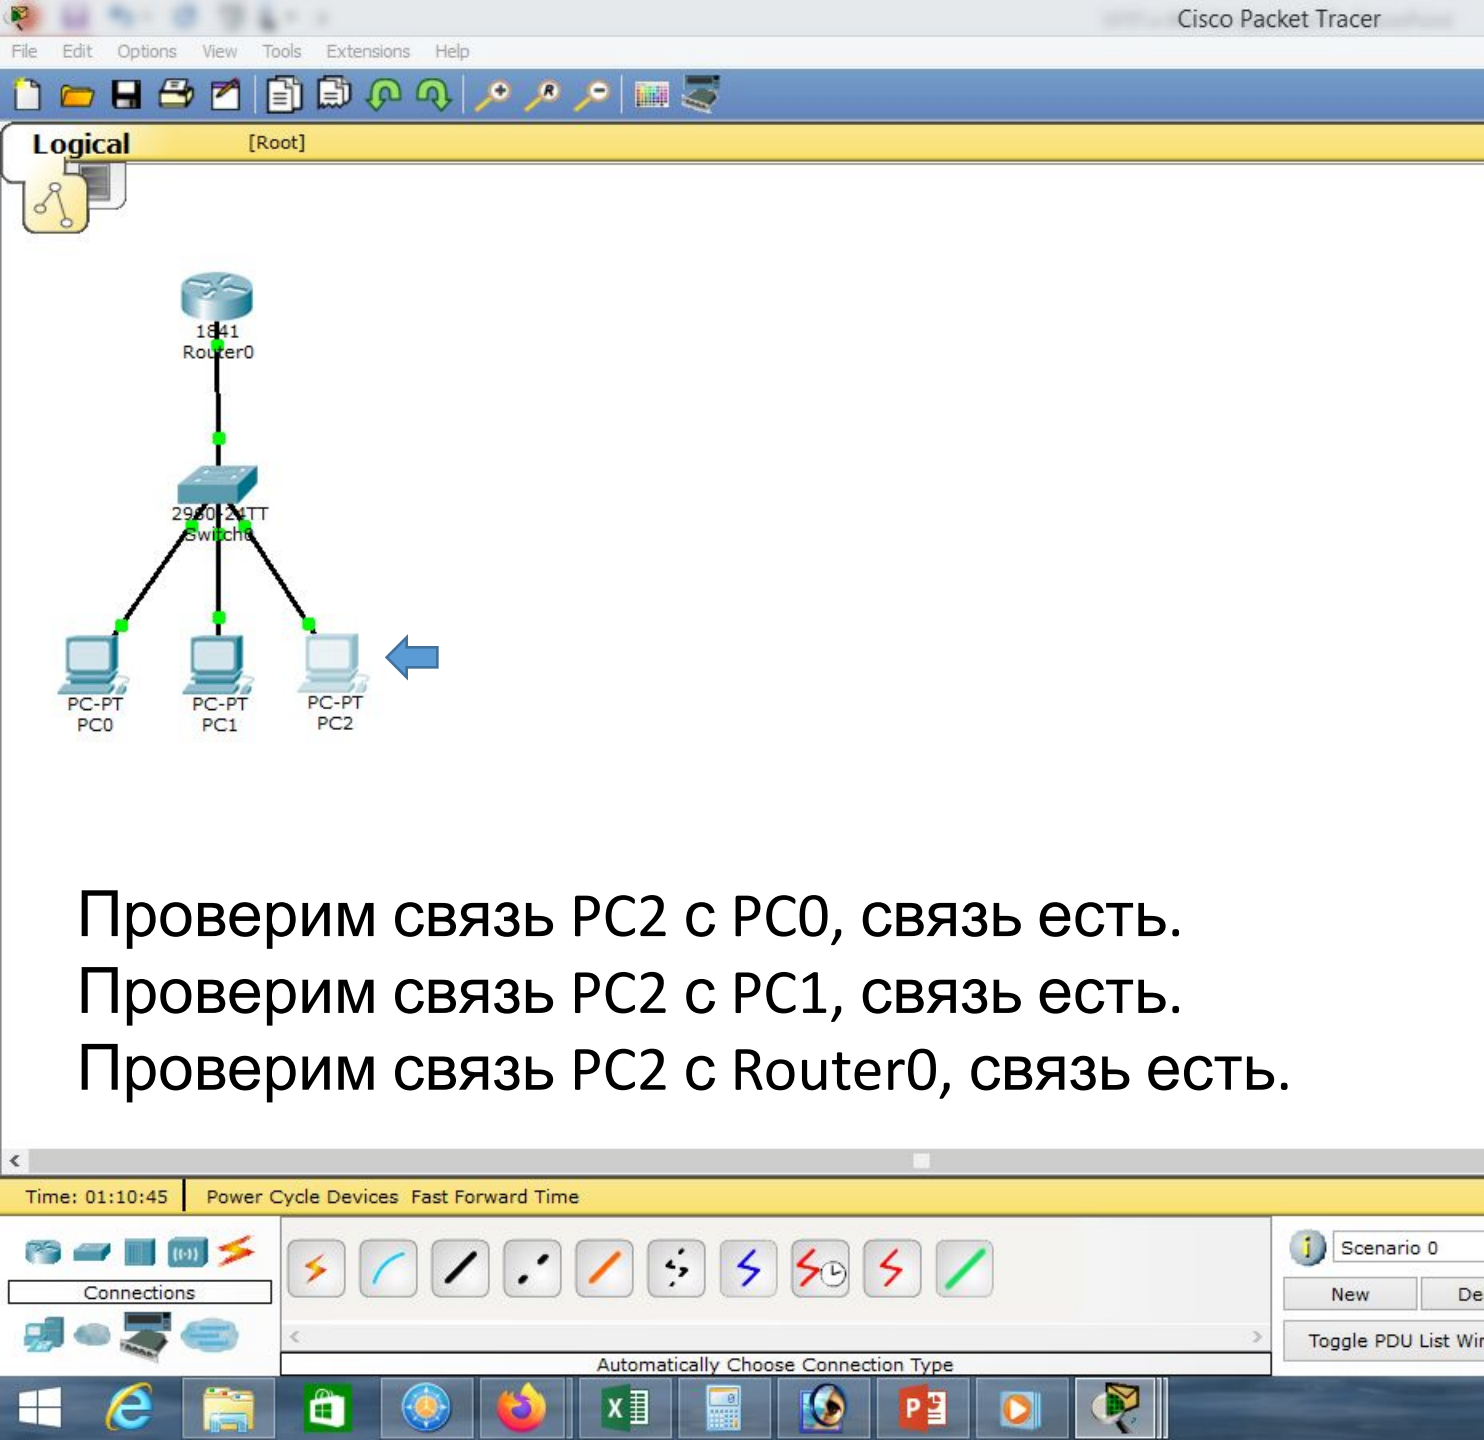 Cisco Packet Tracer
File Edit Options View Tools Extensions Help
Logical [Root]
1841
Router0
2960-24TT
Switch0
PC-PT PC-PT PC-PT
PC0 PC1 PC2
Проверим связь PC2 с PC0, связь есть.
Проверим связь PC2 с PC1, связь есть.
Проверим связь PC2 с Router0, связь есть.
Time: 01:10:45 Power Cycle Devices Fast Forward Time
Scenario 0
Connections
New De
Toggle PDU List Wi
Automatically Choose Connection Type